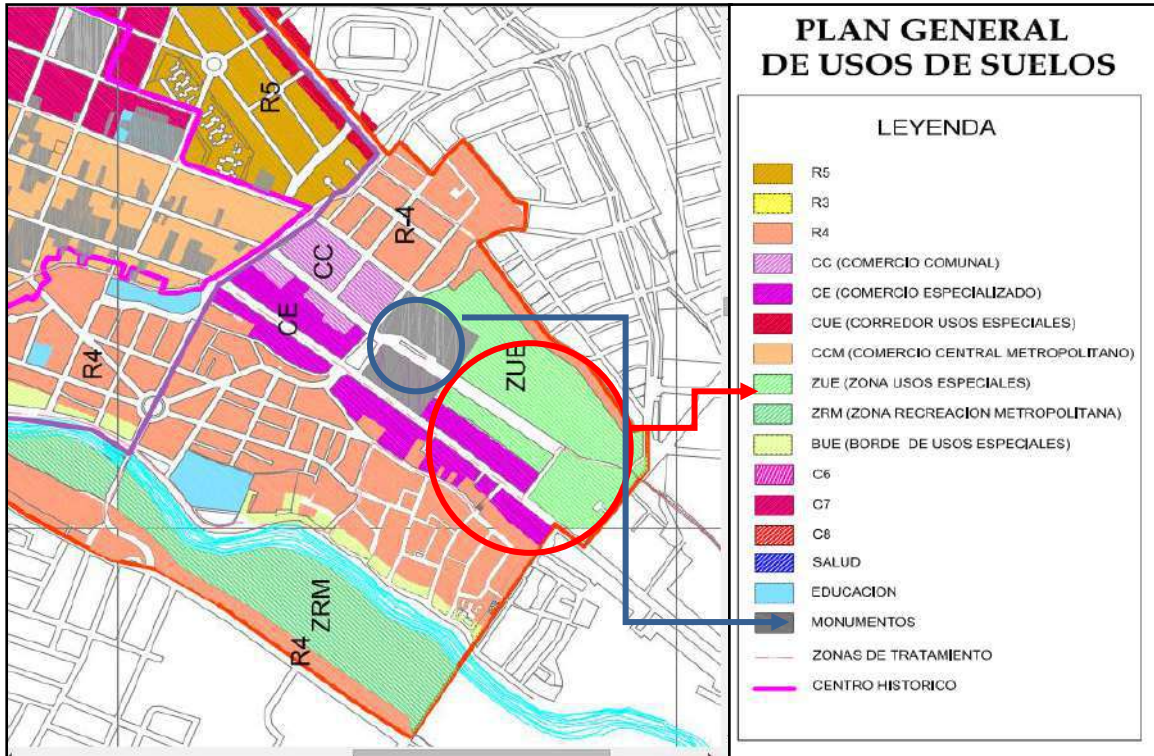 PLAN GENERAL
DE USOS DE SUELOS
LEYENDA
R5
R3
R4
CC (COMERCIO COMUNAL)
CE (COMERCIO ESPECIALIZADO)
CUE (CORREDOR USOS ESPECIALES)
CCM (COMERCIO CENTRAL METROPOLITANO)
ZUE (ZONA USOS ESPECIALES)
ZRM (ZONA RECREACION METROPOLITANA)
BUE (BORDE DE USOS ESPECIALES)
C6
C7
C8
SALUD
EDUCACION
MONUMENTOS
ZONAS DE TRATAMIENTO
CENTRO HISTORICO
R5
R-4
CC
CE
ZUE
R4
ZRM
R4